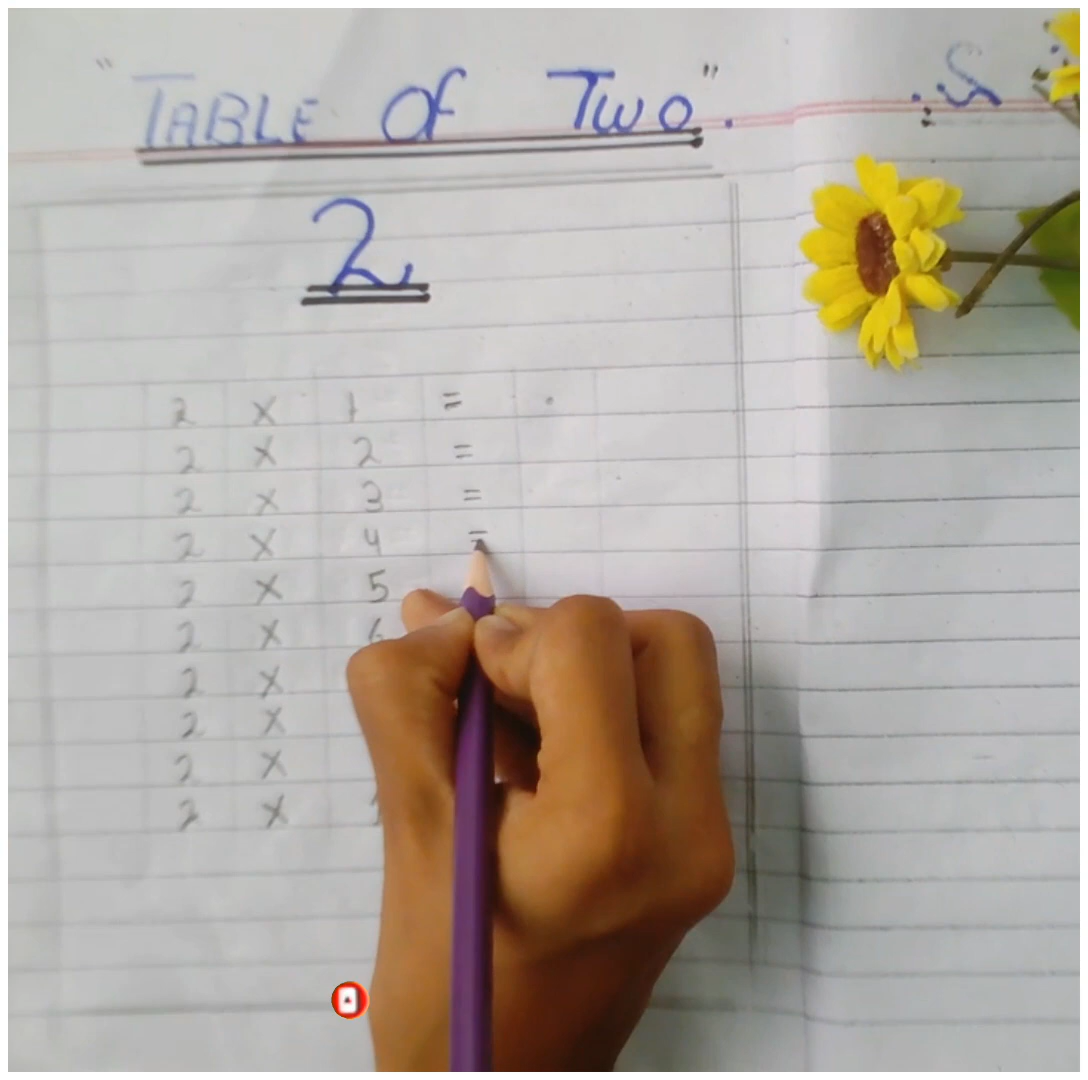 "TABLE Of Two".
2
2 X 1 =
2 X 2 =
2 X 3 =
2 X 4 =
2 X 5
2 X 6
2 X
2 X
2 X
2 X